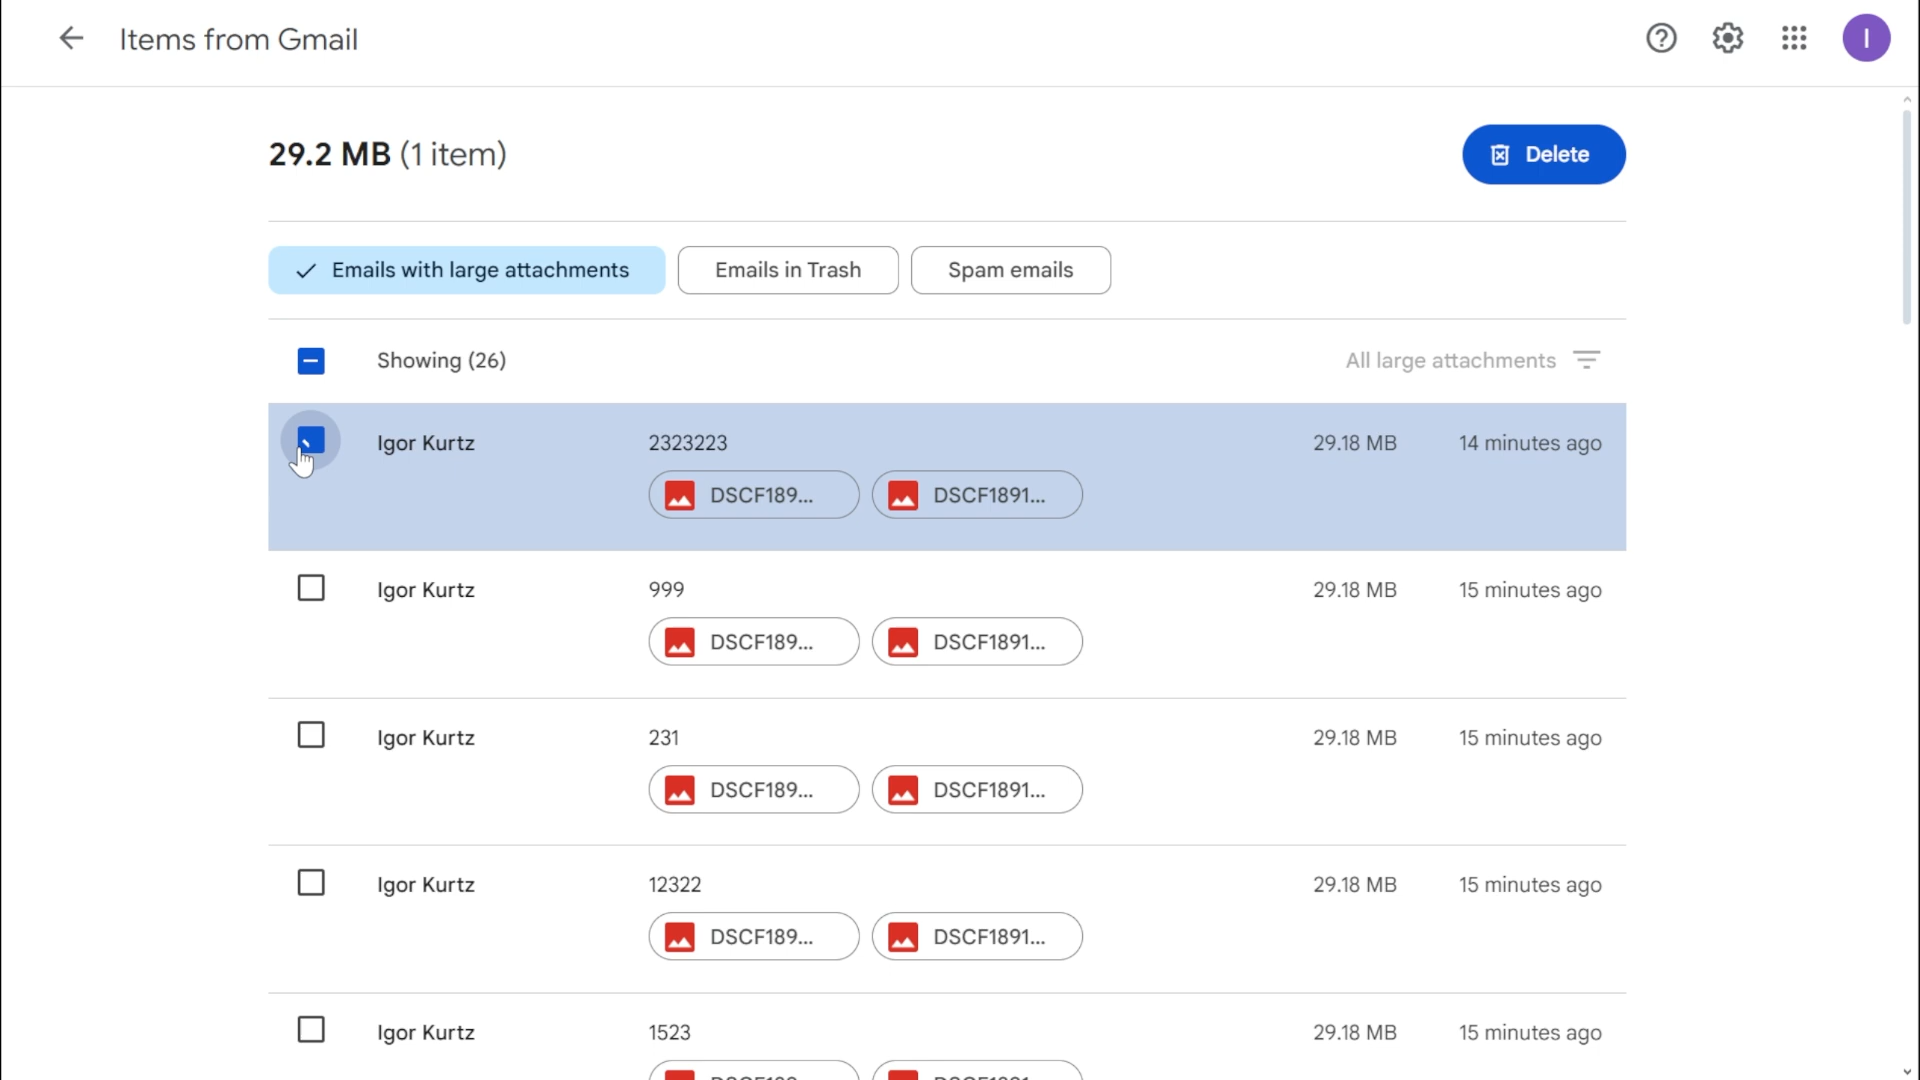 Items from Gmail
I
29.2 MB (1 item)
Delete
Emails with large attachments
Emails in Trash
Spam emails
Showing (26)
All large attachments
Igor Kurtz 2323223 29.18 MB 14 minutes ago
DSCF189... DSCF1891...
Igor Kurtz 999 29.18 MB 15 minutes ago
DSCF189... DSCF1891...
Igor Kurtz 231 29.18 MB 15 minutes ago
DSCF189... DSCF1891...
Igor Kurtz 12322 29.18 MB 15 minutes ago
DSCF189... DSCF1891...
Igor Kurtz 1523 29.18 MB 15 minutes ago